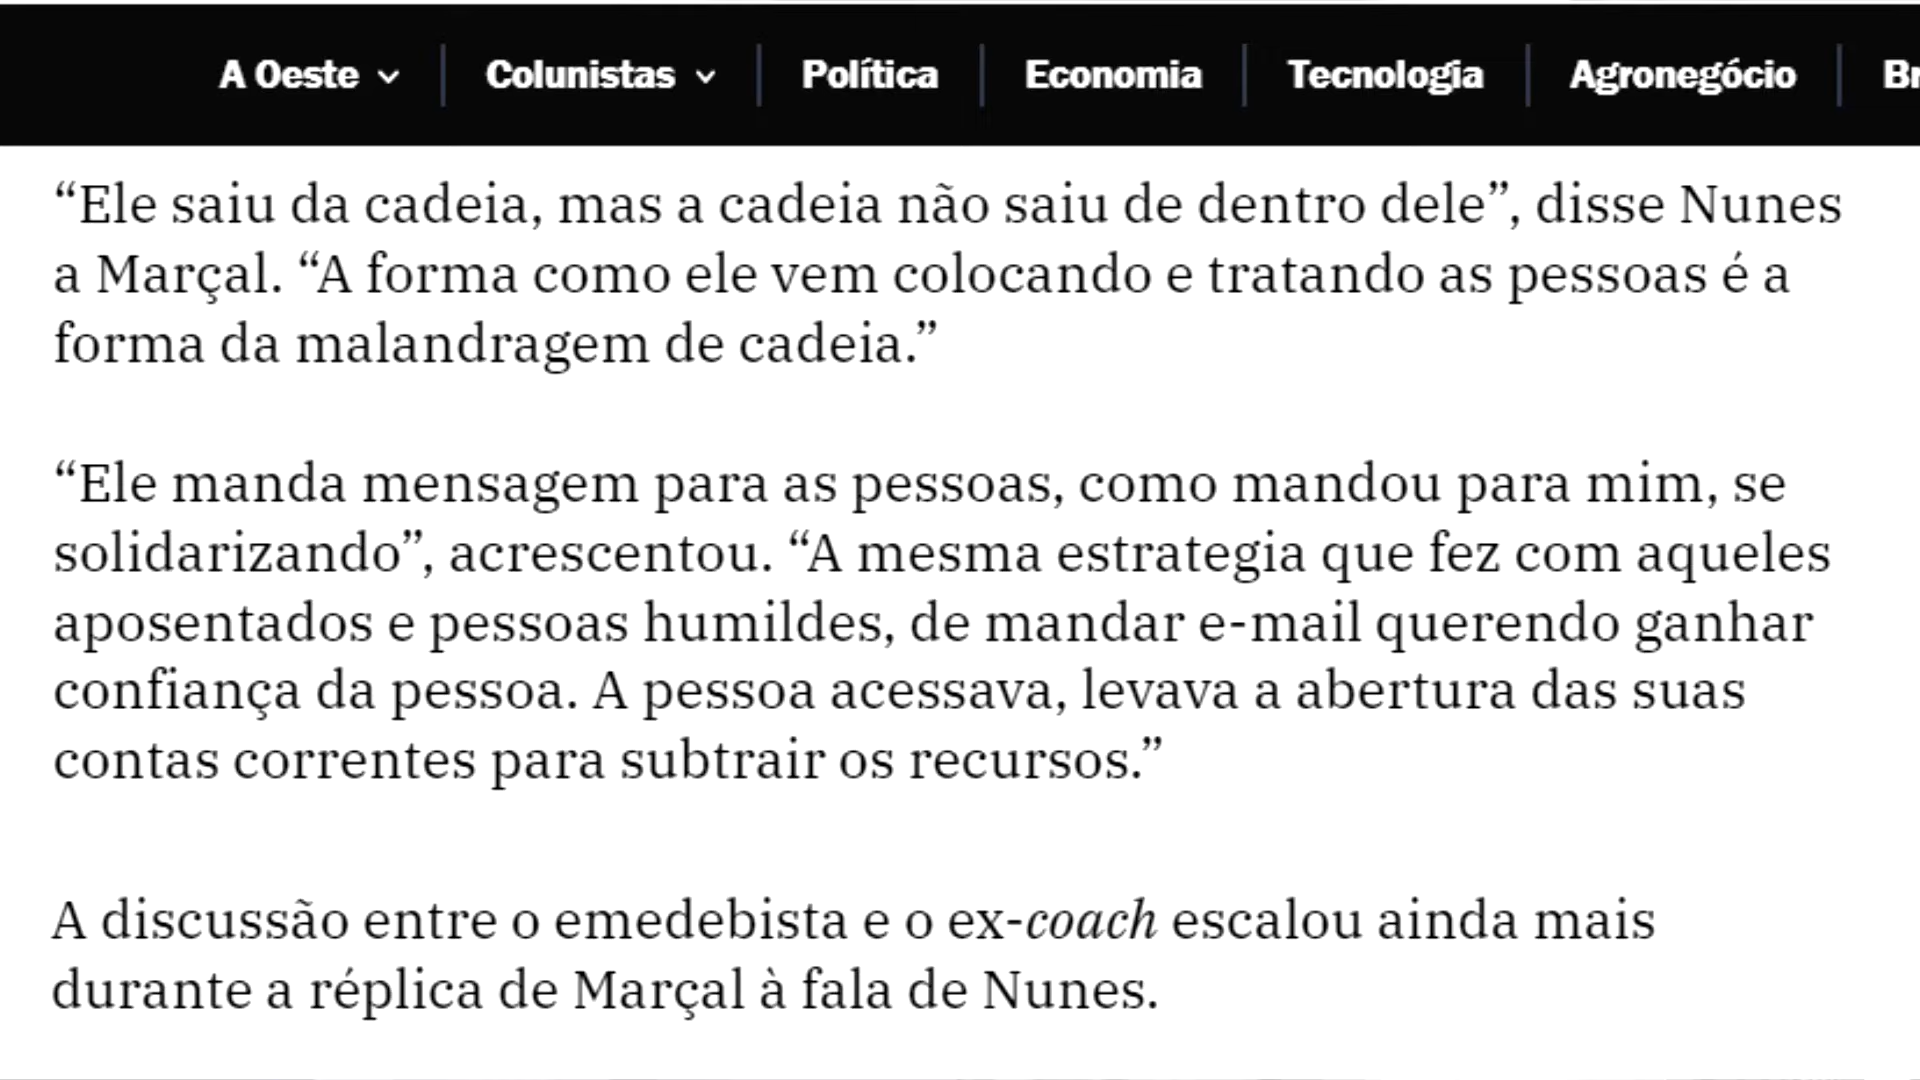 A Oeste
Colunistas
Política
Economia
Tecnologia
Agronegócio
Br
“Ele saiu da cadeia, mas a cadeia não saiu de dentro dele”, disse Nunes
a Marçal. “A forma como ele vem colocando e tratando as pessoas é a
forma da malandragem de cadeia.”
“Ele manda mensagem para as pessoas, como mandou para mim, se
solidarizando”, acrescentou. “A mesma estrategia que fez com aqueles
aposentados e pessoas humildes, de mandar e-mail querendo ganhar
confiança da pessoa. A pessoa acessava, levava a abertura das suas
contas correntes para subtrair os recursos.”
A discussão entre o emedebista e o ex-coach escalou ainda mais
durante a réplica de Marçal à fala de Nunes.